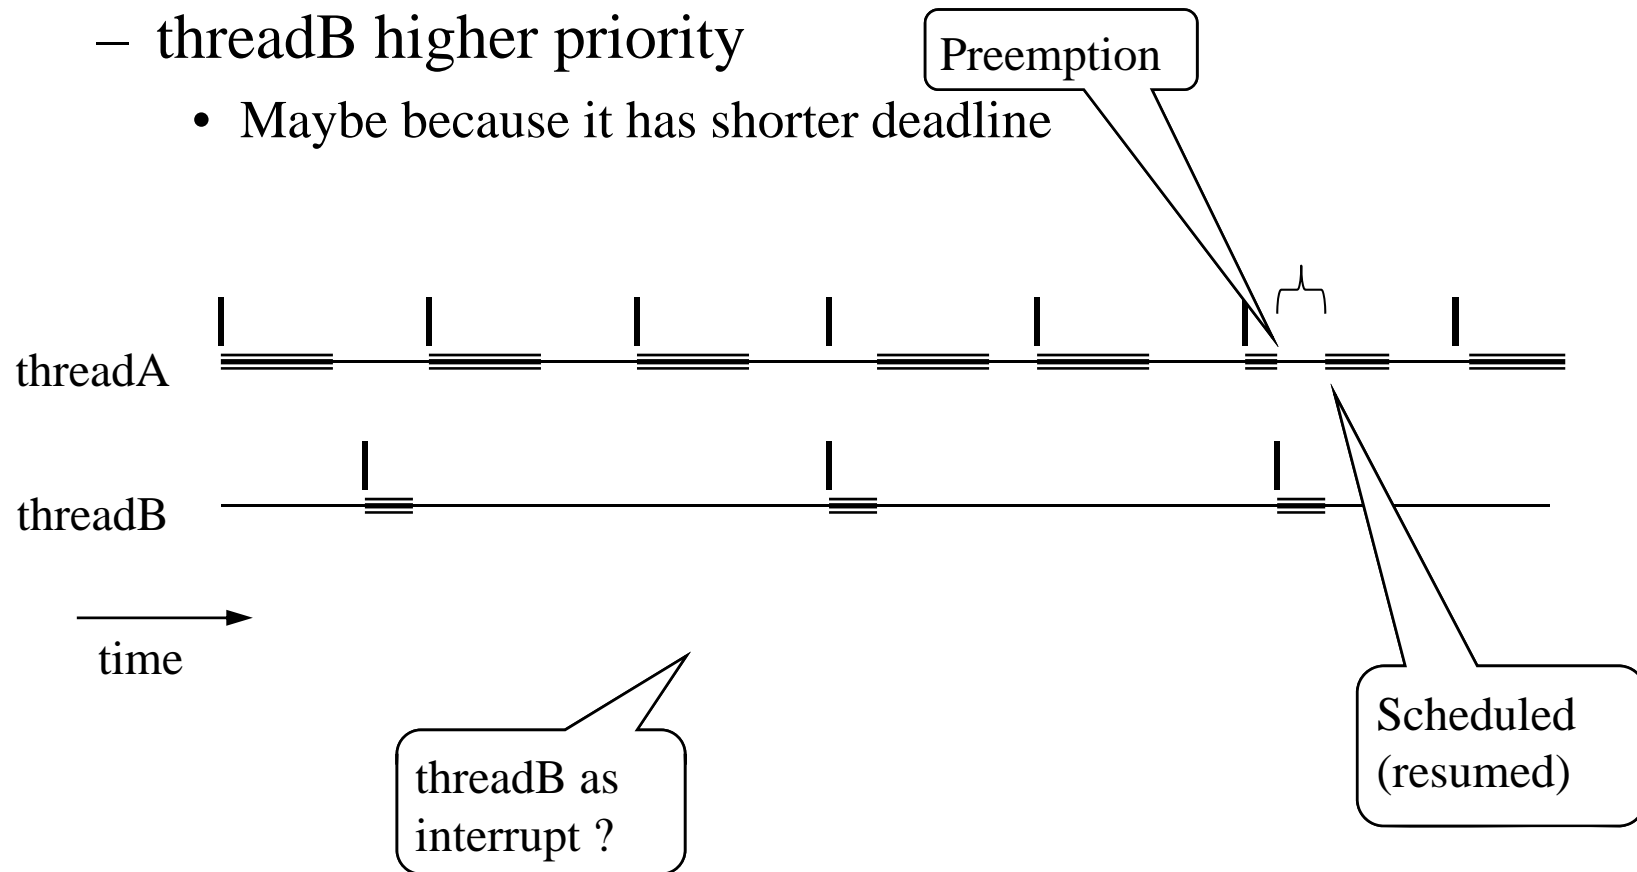 – threadB higher priority
Preemption
• Maybe because it has shorter deadline
threadA
threadB
time
Scheduled
(resumed)
threadB as
interrupt ?